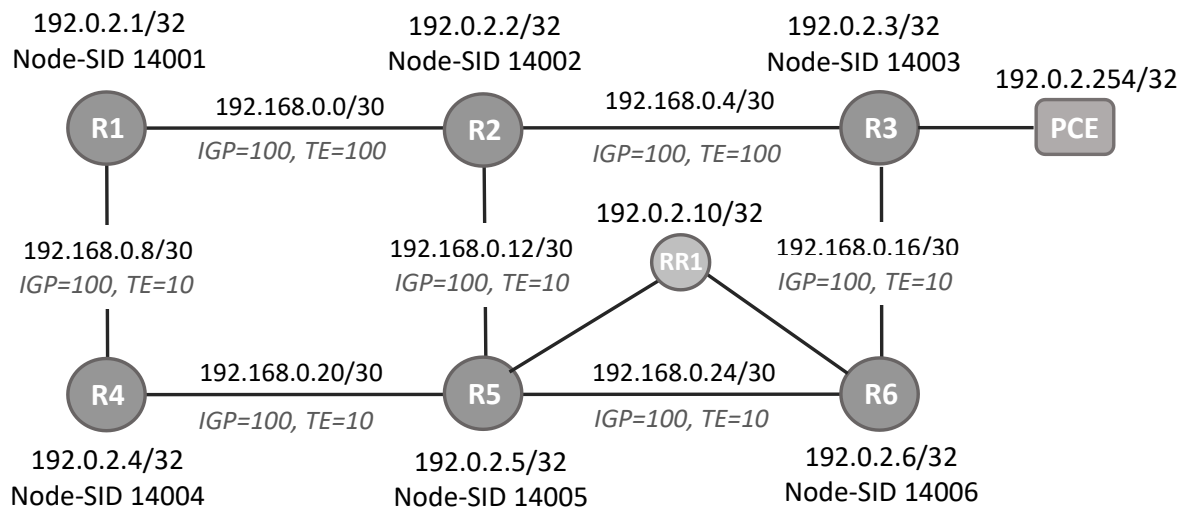 192.0.2.1/32
Node-SID 14001
192.0.2.2/32
Node-SID 14002
192.0.2.3/32
Node-SID 14003
192.0.2.254/32
R1
192.168.0.0/30
IGP=100, TE=100
R2
192.168.0.4/30
IGP=100, TE=100
R3
PCE
192.168.0.8/30
IGP=100, TE=10
192.168.0.12/30
IGP=100, TE=10
192.0.2.10/32
RR1
192.168.0.16/30
IGP=100, TE=10
R4
192.168.0.20/30
IGP=100, TE=10
R5
192.168.0.24/30
IGP=100, TE=10
R6
192.0.2.4/32
Node-SID 14004
192.0.2.5/32
Node-SID 14005
192.0.2.6/32
Node-SID 14006